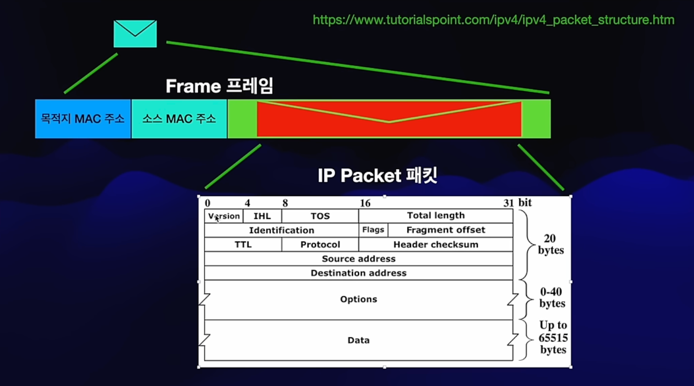 https://www.tutorialspoint.com/ipv4/ipv4_packet_structure.htm
Frame 프레임
목적지 MAC 주소 소스 MAC 주소
IP Packet 패킷
0 4 8 16 31 bit
Version IHL TOS Total length
Identification Flags Fragment offset
TTL Protocol Header checksum
Source address
Destination address
20
bytes
Options
0-40
bytes
Data
Up to
65515
bytes